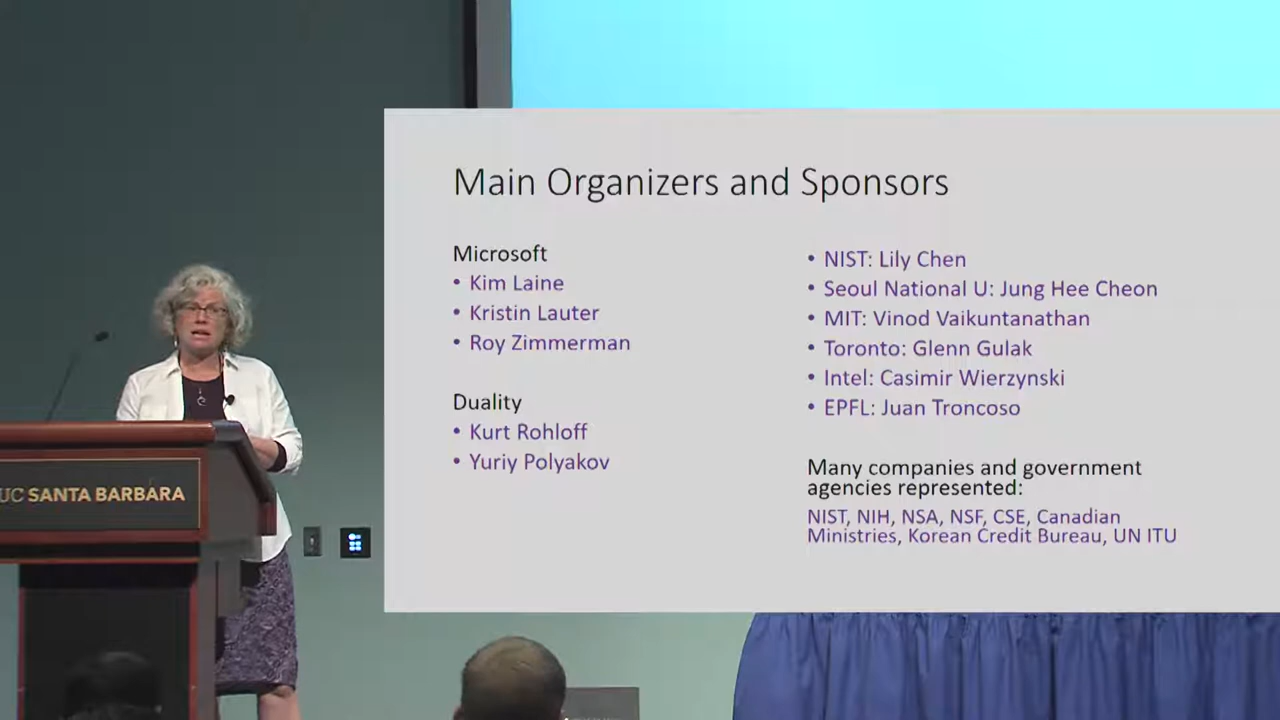 Main Organizers and Sponsors
Microsoft
• Kim Laine
• Kristin Lauter
• Roy Zimmerman
Duality
• Kurt Rohloff
• Yuriy Polyakov
• NIST: Lily Chen
• Seoul National U: Jung Hee Cheon
• MIT: Vinod Vaikuntanathan
• Toronto: Glenn Gulak
• Intel: Casimir Wierzynski
• EPFL: Juan Troncoso
Many companies and government
agencies represented:
NIST, NIH, NSA, NSF, CSE, Canadian
Ministries, Korean Credit Bureau, UN ITU
UC SANTA BARBARA